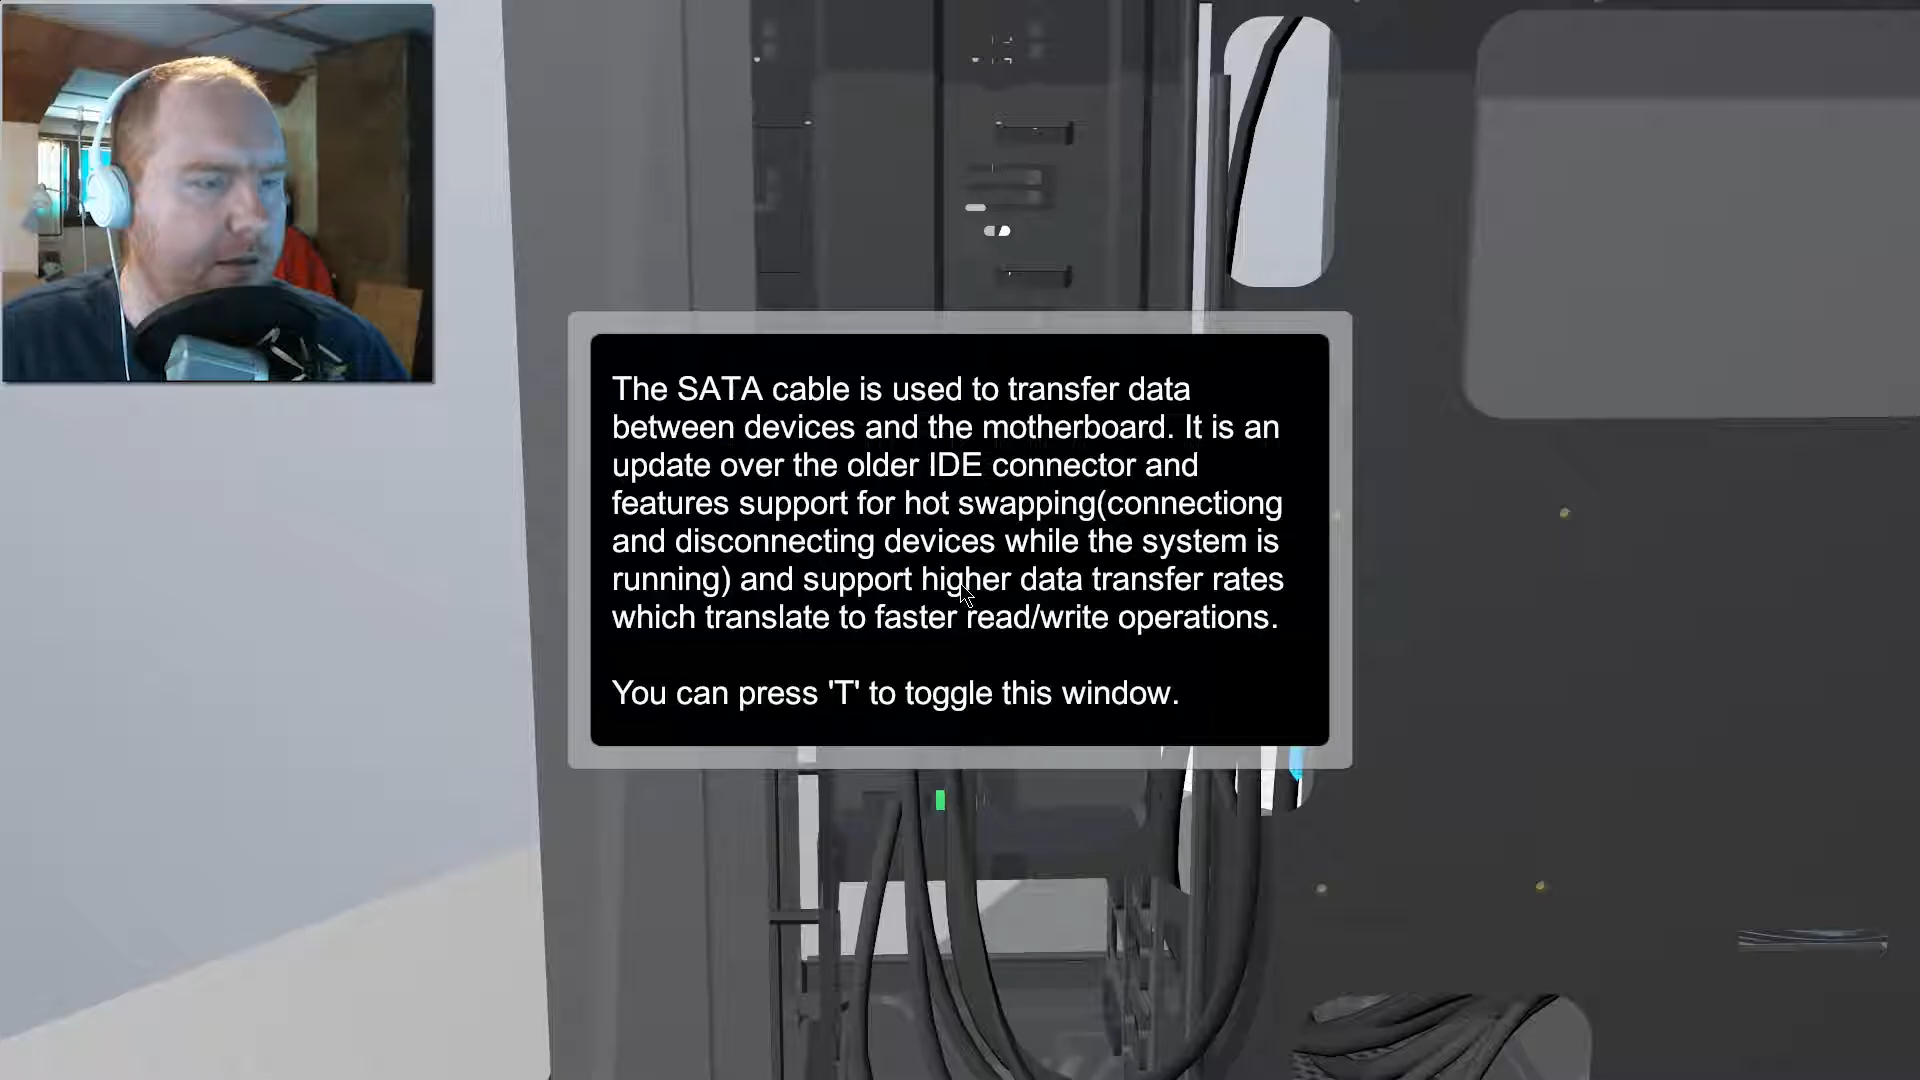 The SATA cable is used to transfer data
between devices and the motherboard. It is an
update over the older IDE connector and
features support for hot swapping(connectiong
and disconnecting devices while the system is
running) and support higher data transfer rates
which translate to faster read/write operations.
You can press 'T' to toggle this window.